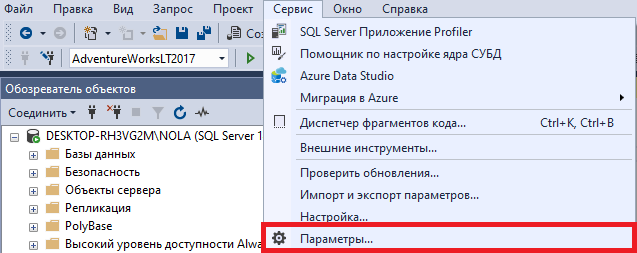 Файл Правка Вид Запрос Проект Сервис Окно Справка
Созд
AdventureWorksLT2017
SQL Server Приложение Profiler
Помощник по настройке ядра СУБД
Azure Data Studio
Миграция в Azure
Диспетчер фрагментов кода... Ctrl+K, Ctrl+B
Внешние инструменты...
Проверить обновления...
Импорт и экспорт параметров...
Настройка...
Параметры...
Обозреватель объектов
Соединить
DESKTOP-RH3VG2M\NOLA (SQL Server 1
Базы данных
Безопасность
Объекты сервера
Репликация
PolyBase
Высокий уровень доступности Alwa